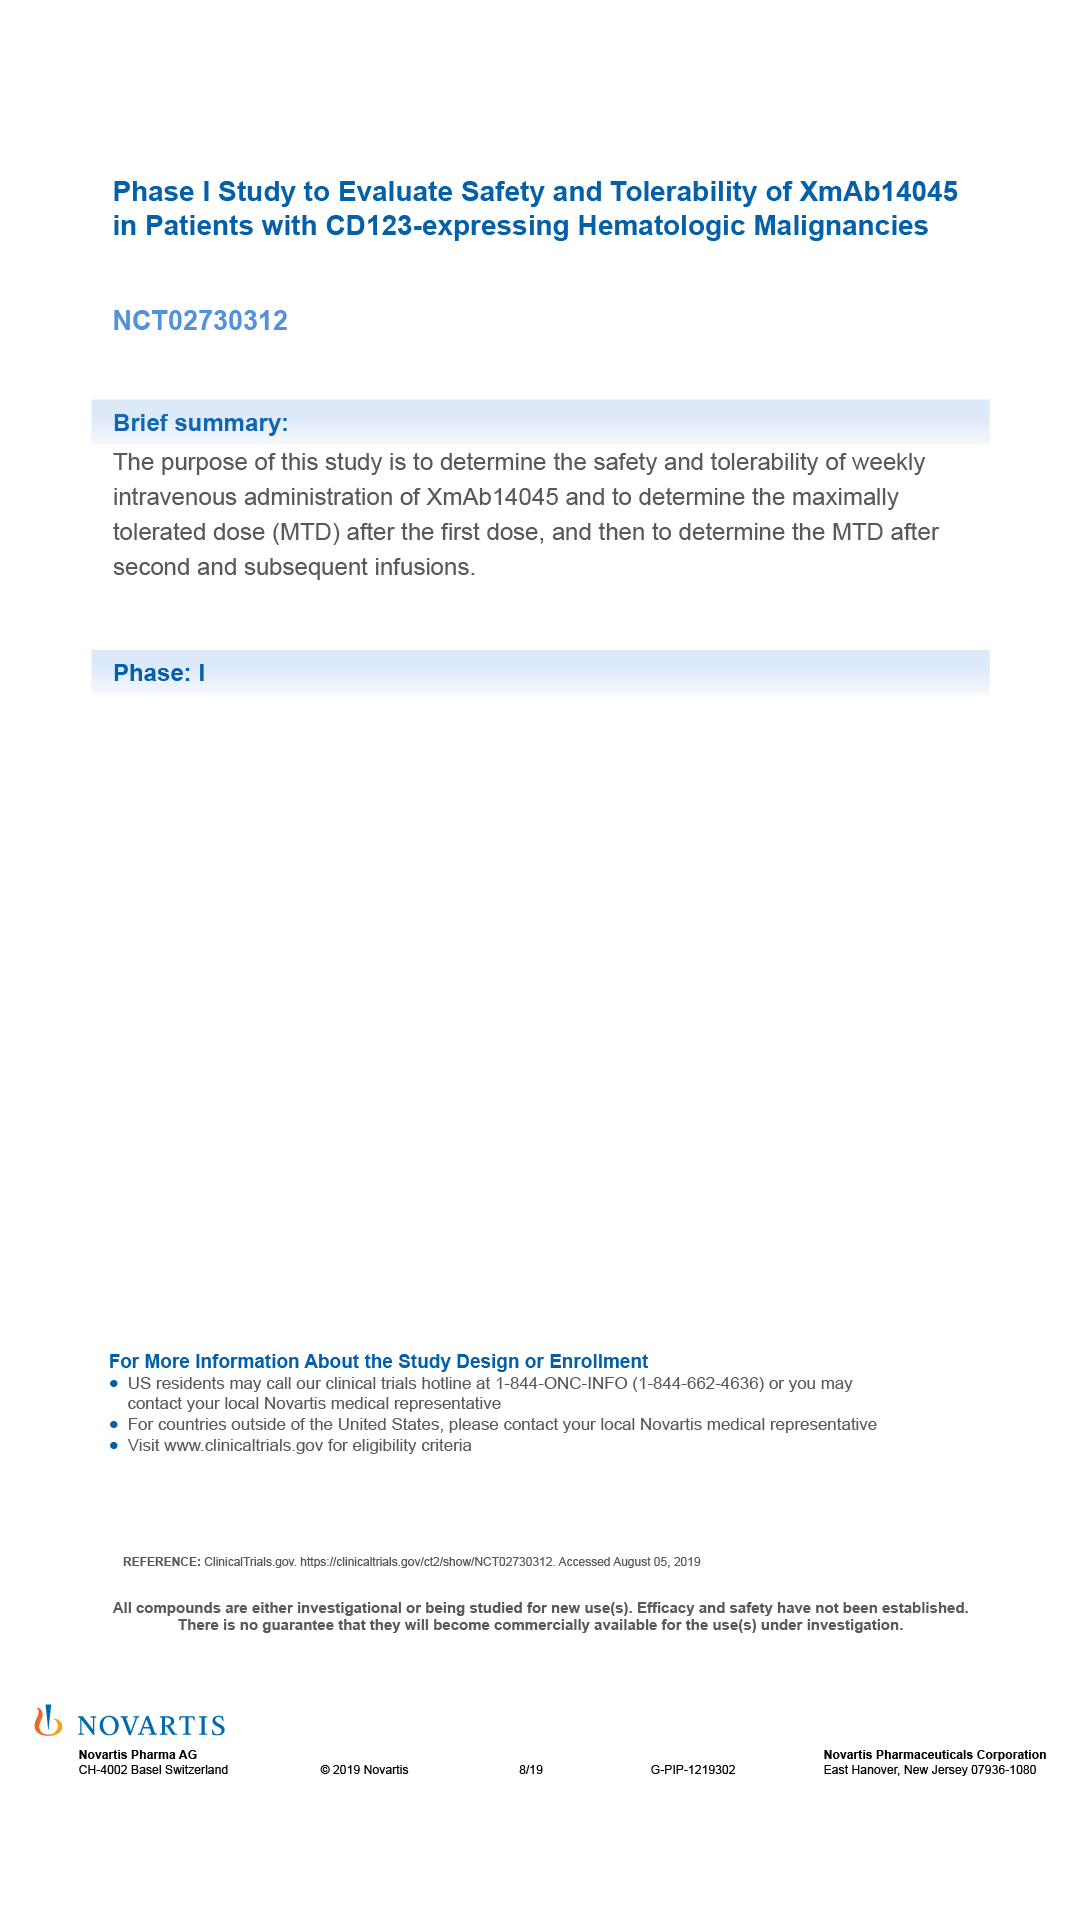 Phase I Study to Evaluate Safety and Tolerability of XmAb14045
in Patients with CD123-expressing Hematologic Malignancies
NCT02730312
Brief summary:
The purpose of this study is to determine the safety and tolerability of weekly
intravenous administration of XmAb14045 and to determine the maximally
tolerated dose (MTD) after the first dose, and then to determine the MTD after
second and subsequent infusions.
Phase: I
For More Information About the Study Design or Enrollment
● US residents may call our clinical trials hotline at 1-844-ONC-INFO (1-844-662-4636) or you may
contact your local Novartis medical representative
● For countries outside of the United States, please contact your local Novartis medical representative
● Visit www.clinicaltrials.gov for eligibility criteria
REFERENCE: ClinicalTrials.gov. https://clinicaltrials.gov/ct2/show/NCT02730312. Accessed August 05, 2019
All compounds are either investigational or being studied for new use(s). Efficacy and safety have not been established.
There is no guarantee that they will become commercially available for the use(s) under investigation.
NOVARTIS
Novartis Pharma AG Novartis Pharmaceuticals Corporation
CH-4002 Basel Switzerland © 2019 Novartis 8/19 G-PIP-1219302 East Hanover, New Jersey 07936-1080